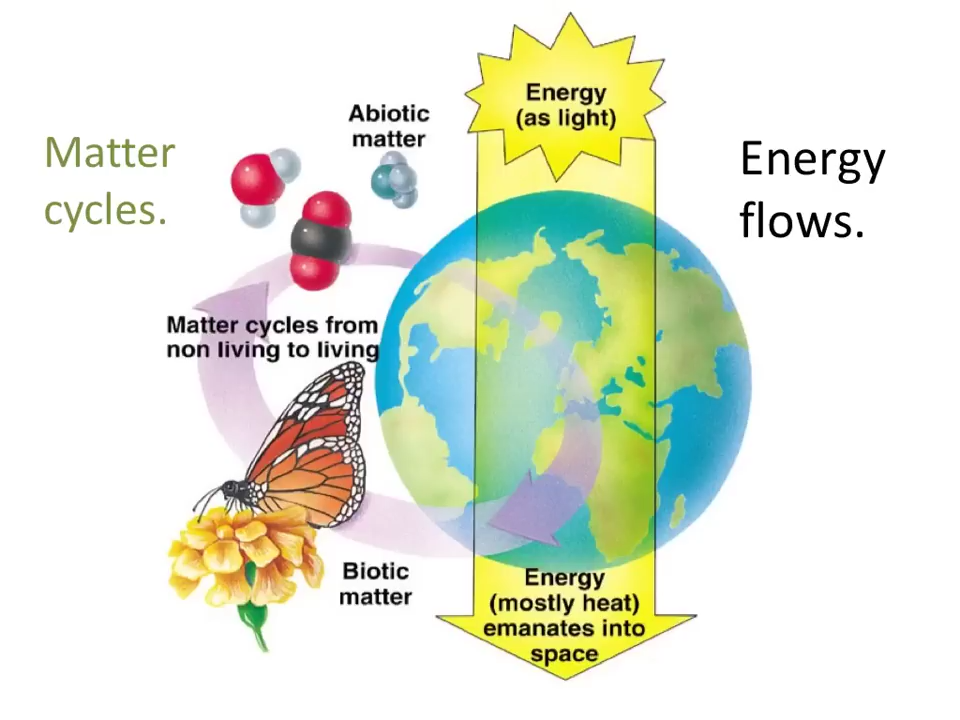 Matter
cycles.
Abiotic
matter
Energy
(as light)
Energy
flows.
Matter cycles from
non living to living
Biotic
matter
Energy
(mostly heat)
emanates into
space